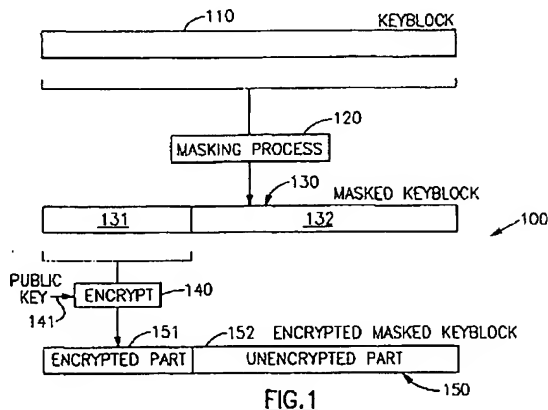 110
KEYBLOCK
120
MASKING PROCESS
130
MASKED KEYBLOCK
131
132
100
PUBLIC
KEY
ENCRYPT
140
141
151
152
ENCRYPTED MASKED KEYBLOCK
ENCRYPTED PART
UNENCRYPTED PART
150
FIG.1